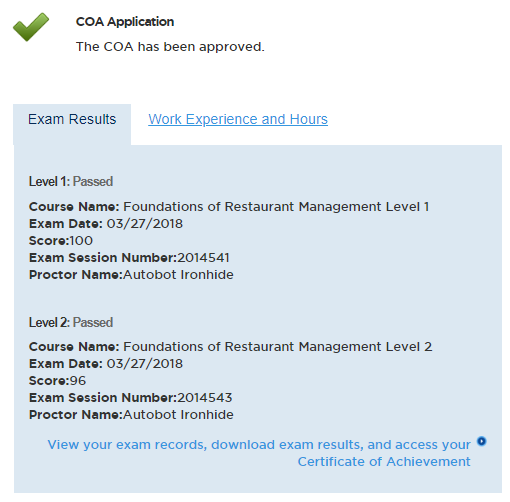 COA Application
The COA has been approved.
Exam Results
Work Experience and Hours
Level 1: Passed
Course Name: Foundations of Restaurant Management Level 1
Exam Date: 03/27/2018
Score:100
Exam Session Number:2014541
Proctor Name:Autobot Ironhide
Level 2: Passed
Course Name: Foundations of Restaurant Management Level 2
Exam Date: 03/27/2018
Score:96
Exam Session Number:2014543
Proctor Name:Autobot Ironhide
View your exam records, download exam results, and access your
Certificate of Achievement